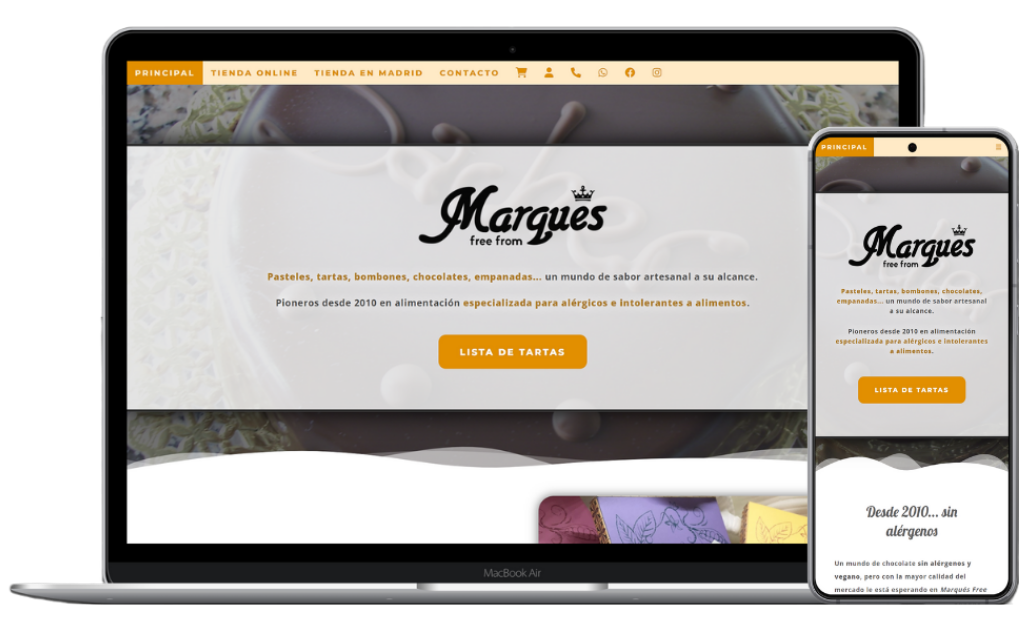 PRINCIPAL TIENDA ONLINE TIENDA EN MADRID CONTACTO
Marqués
free from
Pasteles, tartas, bombones, chocolates, empanadas... un mundo de sabor artesanal a su alcance.
Pioneros desde 2010 en alimentación especializada para alérgicos e intolerantes a alimentos.
LISTA DE TARTAS
MacBook Air
PRINCIPAL
Marqués
free from
Pasteles, tartas, bombones, chocolates,
empanadas... un mundo de sabor artesanal
a su alcance.
Pioneros desde 2010 en alimentación
especializada para alérgicos e intolerantes
a alimentos.
LISTA DE TARTAS
Desde 2010... sin
alérgenos
Un mundo de chocolate sin alérgenos y
vegano, pero con la mayor calidad del
mercado le está esperando en Marqués Free